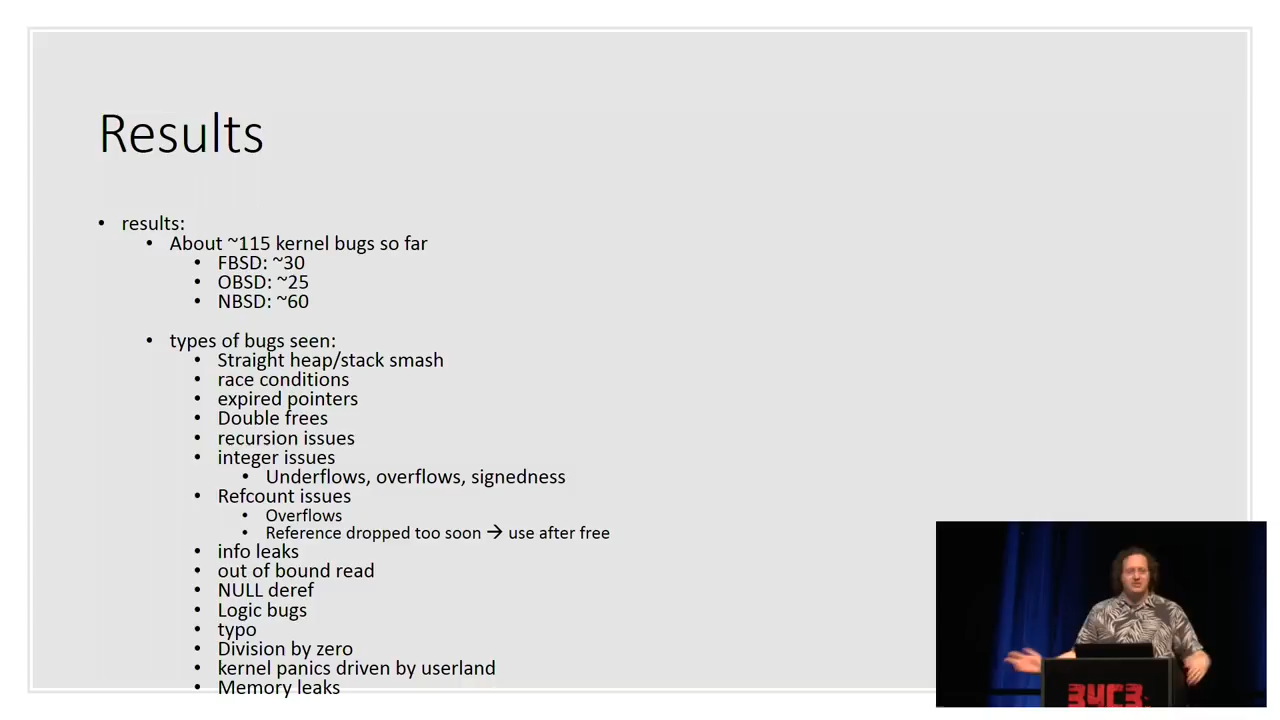 Results
• results:
• About ~115 kernel bugs so far
• FBSD: ~30
• OBSD: ~25
• NBSD: ~60
• types of bugs seen:
• Straight heap/stack smash
• race conditions
• expired pointers
• Double frees
• recursion issues
• integer issues
• Underflows, overflows, signedness
• Refcount issues
• Overflows
• Reference dropped too soon → use after free
• info leaks
• out of bound read
• NULL deref
• Logic bugs
• typo
• Division by zero
• kernel panics driven by userland
• Memory leaks
34C3